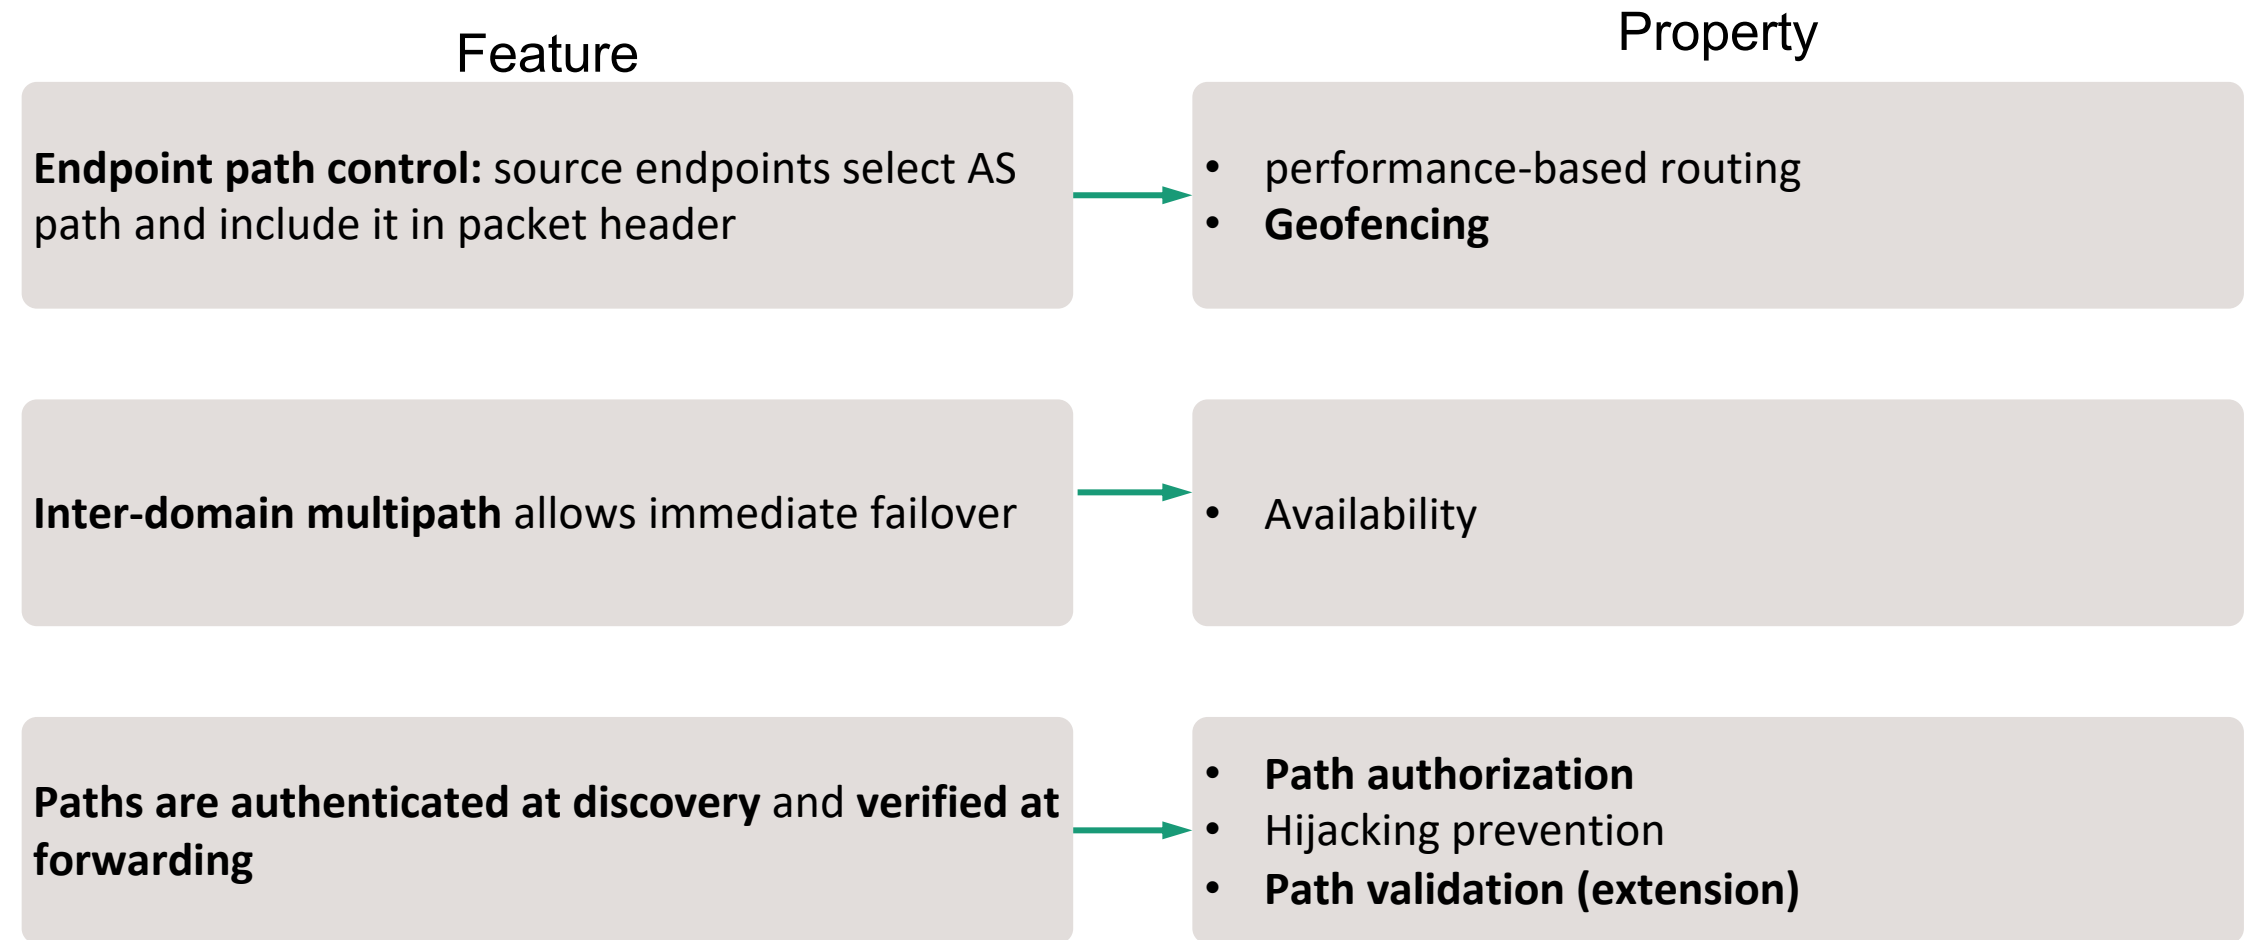 Feature
Property
Endpoint path control: source endpoints select AS
path and include it in packet header
• performance-based routing
• Geofencing
Inter-domain multipath allows immediate failover
• Availability
Paths are authenticated at discovery and verified at
forwarding
• Path authorization
• Hijacking prevention
• Path validation (extension)